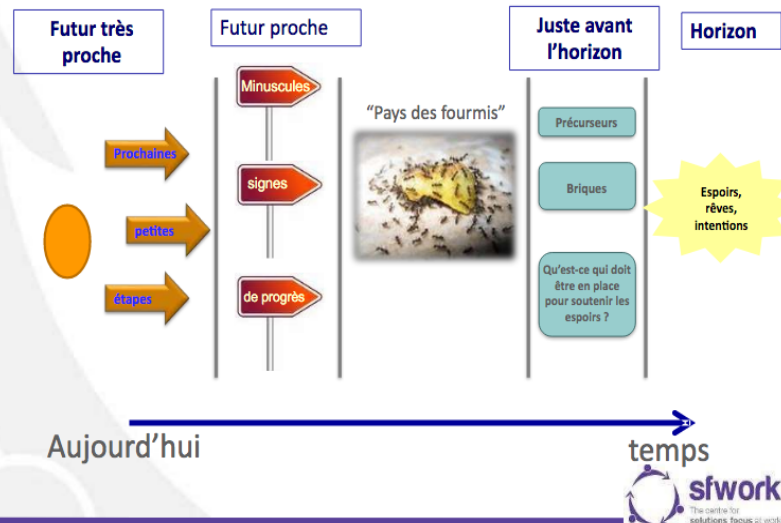 Futur très
proche
Futur proche
Juste avant
l’horizon
Horizon
Prochaines
petites
étapes
Minuscules
signes
de progrès
“Pays des fourmis”
Précurseurs
Briques
Qu’est-ce qui doit
être en place
pour soutenir les
espoirs ?
Espoirs,
rêves,
intentions
Aujourd’hui
temps
sfwork
The centre for
solutions focus at work